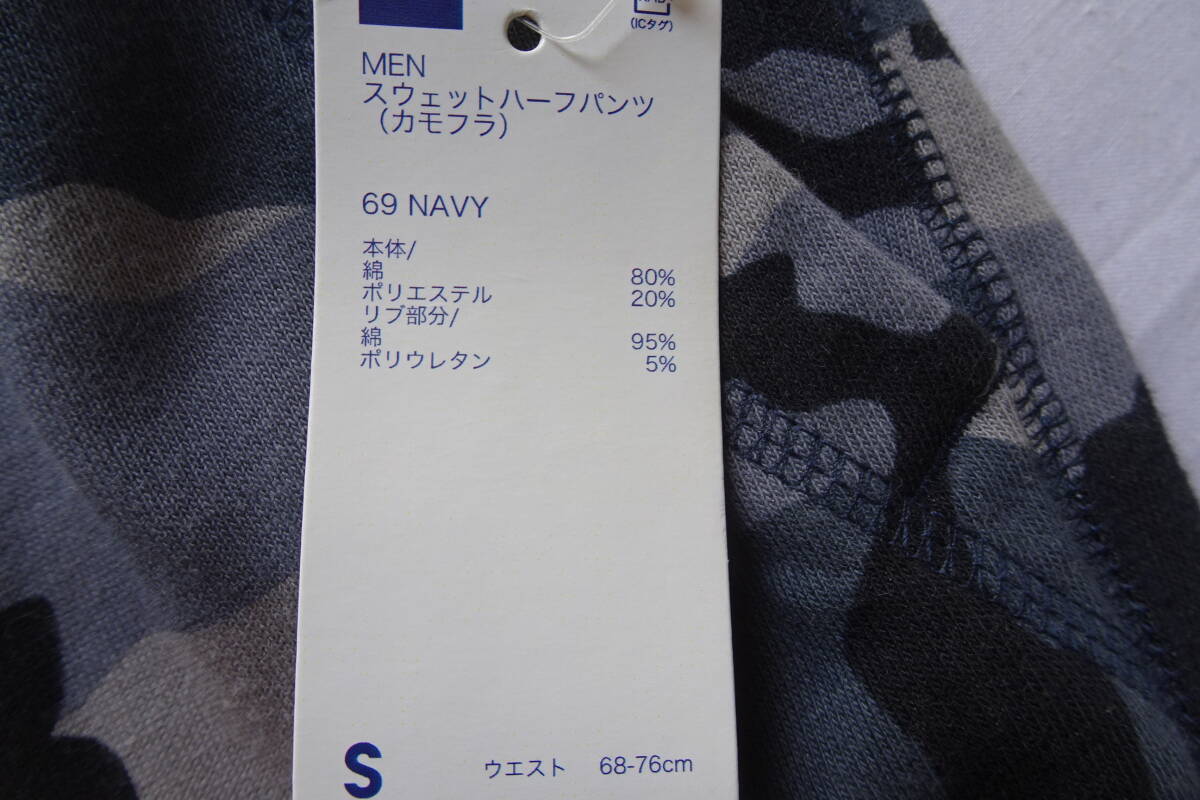 (ICタグ)
MEN
スウェットハーフパンツ
(カモフラ)
69 NAVY
本体/
綿 80%
ポリエステル 20%
リブ部分/
綿 95%
ポリウレタン 5%
S ウエスト 68-76cm